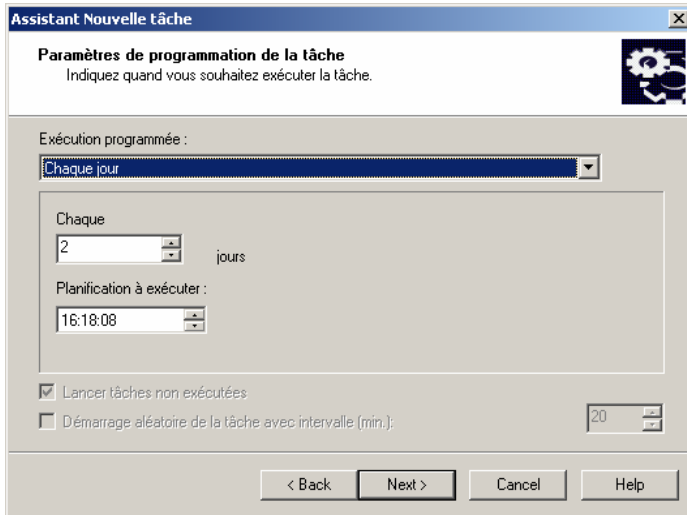 Assistant Nouvelle tâche
Paramètres de programmation de la tâche
Indiquez quand vous souhaitez exécuter la tâche.
Exécution programmée :
Chaque jour
Chaque
2
jours
Planification à exécuter :
16:18:08
Lancer tâches non exécutées
Démarrage aléatoire de la tâche avec intervalle (min.):
20
< Back
Next >
Cancel
Help